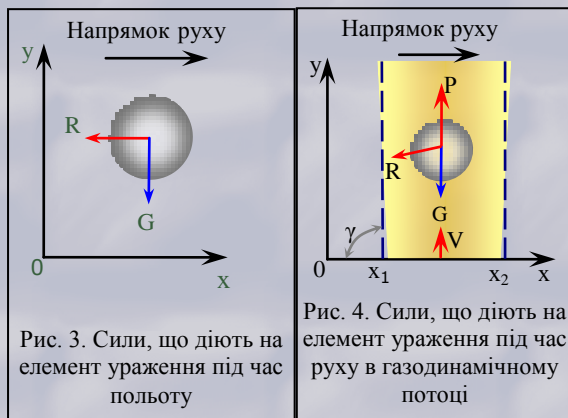 Напрямок руху
y
R
G
0
x
Рис. 3. Сили, що діють на
елемент ураження під час
польоту
Напрямок руху
y
P
R
G
γ
V
0
x₁
x₂
x
Рис. 4. Сили, що діють на
елемент ураження під час
руху в газодинамічному
потоці